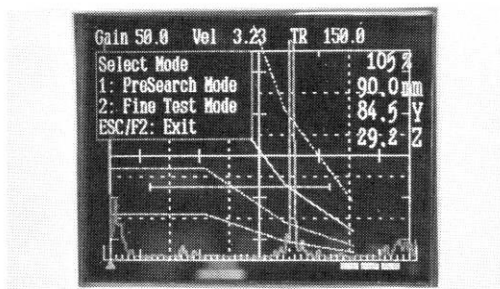 Gain 50.0 Vel 3.23 TR 150.0
Select Mode
1: PreSearch Mode
2: Fine Test Mode
ESC/F2: Exit
105%
90.0mm
84.5 Y
29.2 Z